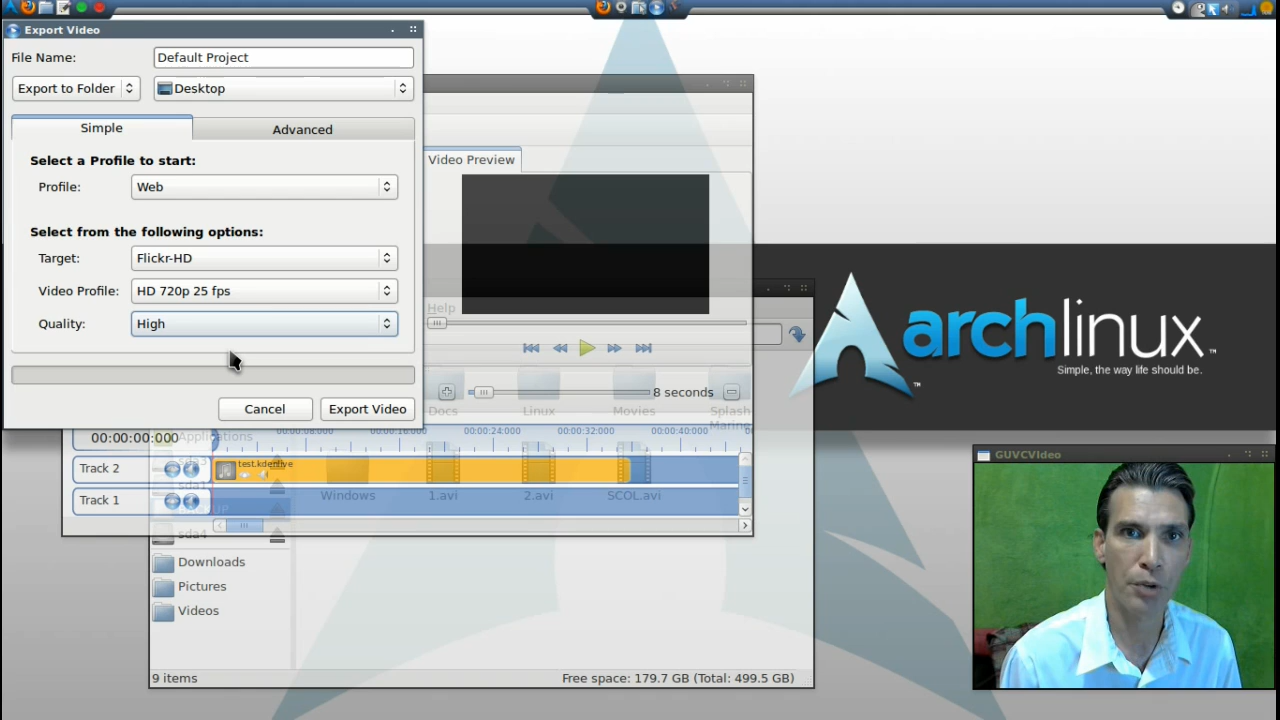 Export Video
File Name:
Default Project
Export to Folder
Desktop
Simple
Advanced
Select a Profile to start:
Profile:
Web
Select from the following options:
Target:
Flickr-HD
Video Profile:
HD 720p 25 fps
Quality:
High
Cancel
Export Video
Video Preview
Help
8 seconds
Docs
Linux
Movies
Splash
00:00:00:000
Applications
00:00:08:000
00:00:16:000
00:00:24:000
00:00:32:000
00:00:40:000
Track 2
test.kdenlive
Track 1
Windows
1.avi
2.avi
SCOL.avi
sda4
Downloads
Pictures
Videos
9 items
Free space: 179.7 GB (Total: 499.5 GB)
archlinux
™
Simple, the way life should be.
™
GUVCVideo